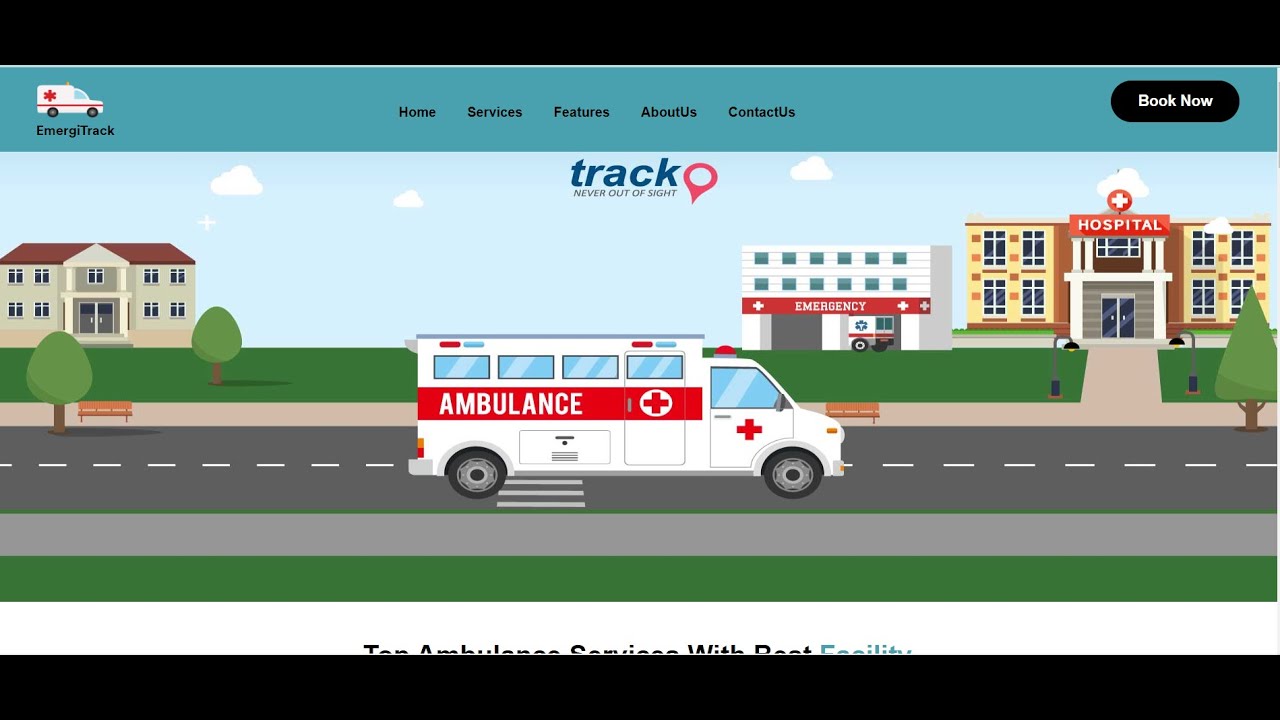 EmergiTrack
Home Services Features AboutUs ContactUs
Book Now
track
NEVER OUT OF SIGHT
HOSPITAL
EMERGENCY
AMBULANCE
Top Ambulance Services With Best Facility